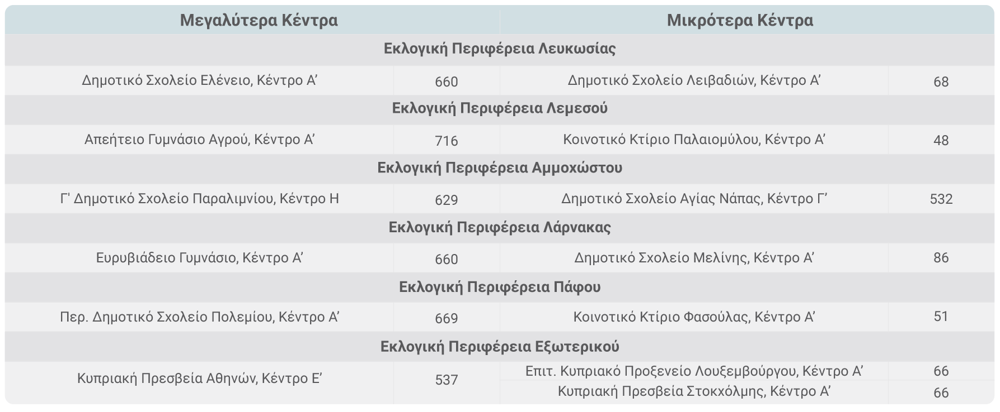 Μεγαλύτερα Κέντρα Μικρότερα Κέντρα
Εκλογική Περιφέρεια Λευκωσίας
Δημοτικό Σχολείο Ελένειο, Κέντρο Α’ 660 Δημοτικό Σχολείο Λειβαδιών, Κέντρο Α’ 68
Εκλογική Περιφέρεια Λεμεσού
Απεήτειο Γυμνάσιο Αγρού, Κέντρο Α’ 716 Κοινοτικό Κτίριο Παλαιομύλου, Κέντρο Α’ 48
Εκλογική Περιφέρεια Αμμοχώστου
Γ' Δημοτικό Σχολείο Παραλιμνίου, Κέντρο Η 629 Δημοτικό Σχολείο Αγίας Νάπας, Κέντρο Γ’ 532
Εκλογική Περιφέρεια Λάρνακας
Ευρυβιάδειο Γυμνάσιο, Κέντρο Α’ 660 Δημοτικό Σχολείο Μελίνης, Κέντρο Α’ 86
Εκλογική Περιφέρεια Πάφου
Περ. Δημοτικό Σχολείο Πολεμίου, Κέντρο Α’ 669 Κοινοτικό Κτίριο Φασούλας, Κέντρο Α’ 51
Εκλογική Περιφέρεια Εξωτερικού
Κυπριακή Πρεσβεία Αθηνών, Κέντρο Ε’ 537 Επιτ. Κυπριακό Προξενείο Λουξεμβούργου, Κέντρο Α’ 66
Κυπριακή Πρεσβεία Στοκχόλμης, Κέντρο Α’ 66